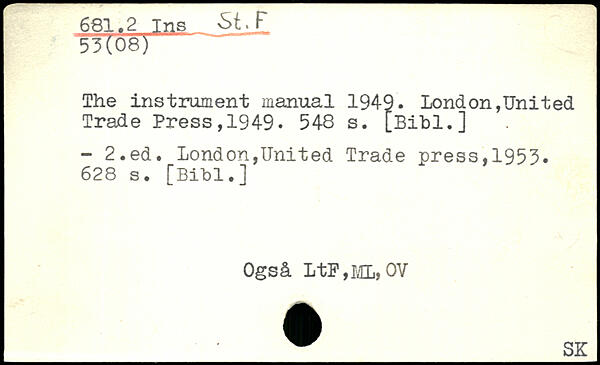 681.2 Ins St.F
53(08)
The instrument manual 1949. London,United
Trade Press,1949. 548 s. [Bibl.]
- 2.ed. London,United Trade press,1953.
628 s. [Bibl.]
Også LtF,ML,OV
SK